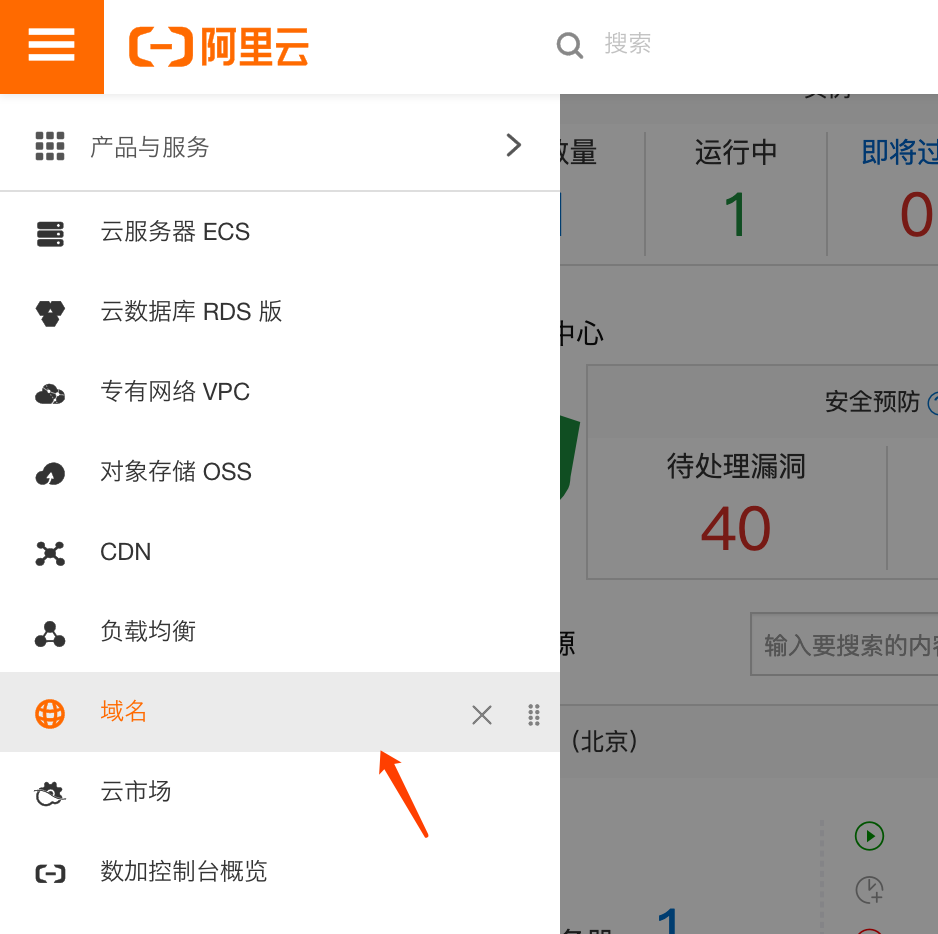 阿里云
搜索
产品与服务
云服务器 ECS
云数据库 RDS 版
专有网络 VPC
对象存储 OSS
CDN
负载均衡
域名
云市场
数加控制台概览
数量
运行中
1
即将过
0
中心
安全预防
待处理漏洞
40
源
输入要搜索的内容
(北京)
1